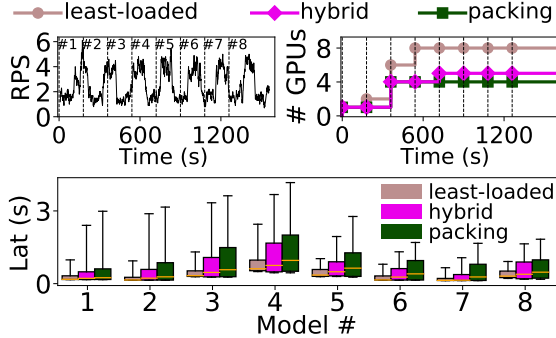 least-loaded hybrid packing
#1 #2 #3 #4 #5 #6 #7 #8
RPS
6
4
2
0
0 600 1200
Time (s)
# GPUs
8
6
4
2
0
0 600 1200
Time (s)
Lat (s)
3
0
least-loaded
hybrid
packing
1 2 3 4 5 6 7 8
Model #